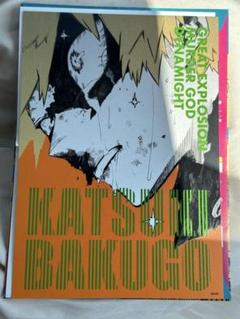 GREAT EXPLOSION
MURDER GOD
DYNAMIGHT
KATSUKI
BAKUGO